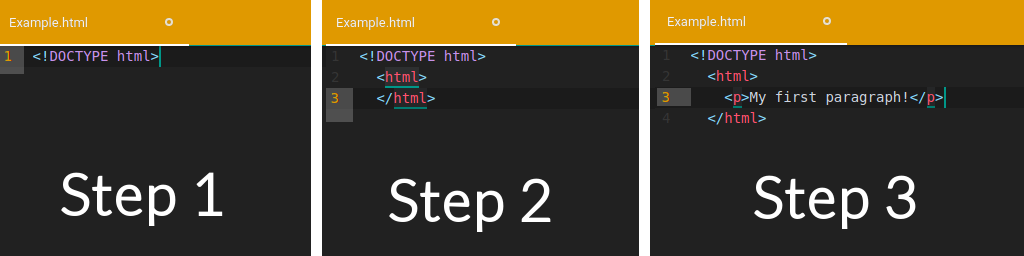 Example.html
1 <!DOCTYPE html>
Step 1
Example.html
1 <!DOCTYPE html>
2 <html>
3 </html>
Step 2
Example.html
1 <!DOCTYPE html>
2 <html>
3 <p>My first paragraph!</p>
4 </html>
Step 3